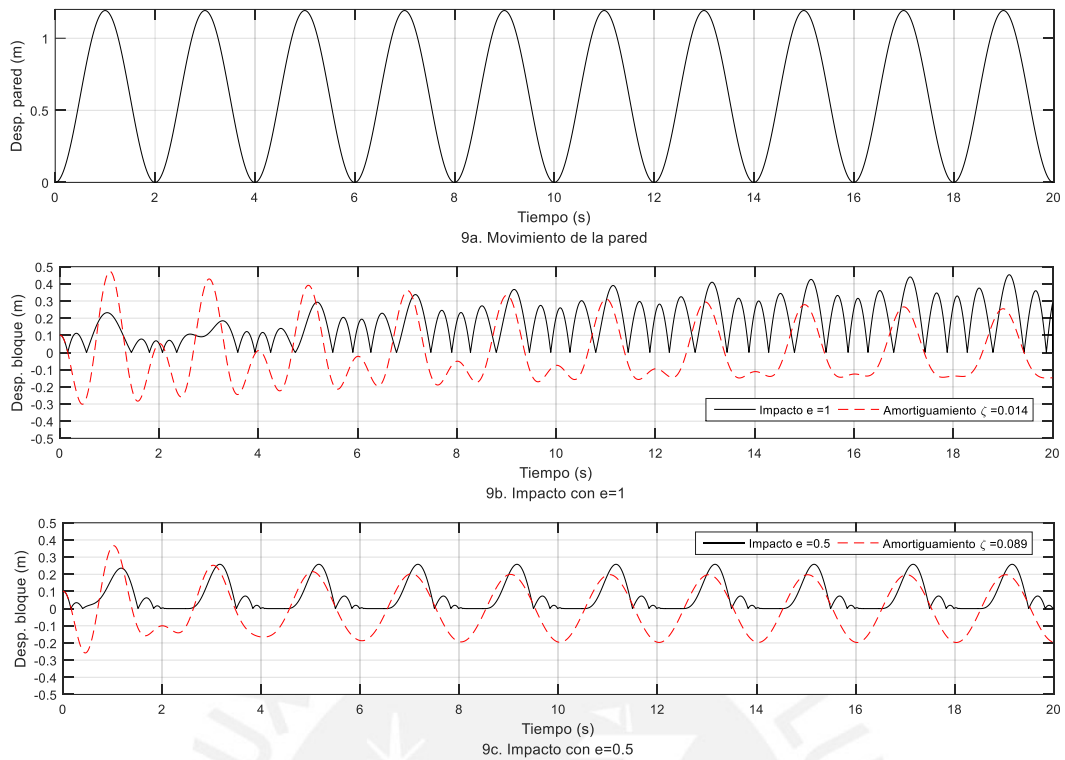 Desp. pared (m)
1
0.5
0
0 2 4 6 8 10 12 14 16 18 20
Tiempo (s)
9a. Movimiento de la pared
Desp. bloque (m)
0.5
0.4
0.3
0.2
0.1
0
-0.1
-0.2
-0.3
-0.4
-0.5
Impacto e =1 Amortiguamiento ζ =0.014
0 2 4 6 8 10 12 14 16 18 20
Tiempo (s)
9b. Impacto con e=1
Desp. bloque (m)
0.5
0.4
0.3
0.2
0.1
0
-0.1
-0.2
-0.3
-0.4
-0.5
Impacto e =0.5 Amortiguamiento ζ =0.089
0 2 4 6 8 10 12 14 16 18 20
Tiempo (s)
9c. Impacto con e=0.5